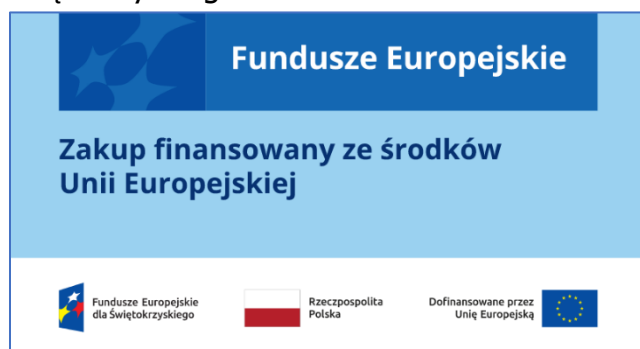 Fundusze Europejskie
Zakup finansowany ze środków
Unii Europejskiej
Fundusze Europejskie
dla Świętokrzyskiego
Rzeczpospolita
Polska
Dofinansowane przez
Unię Europejską